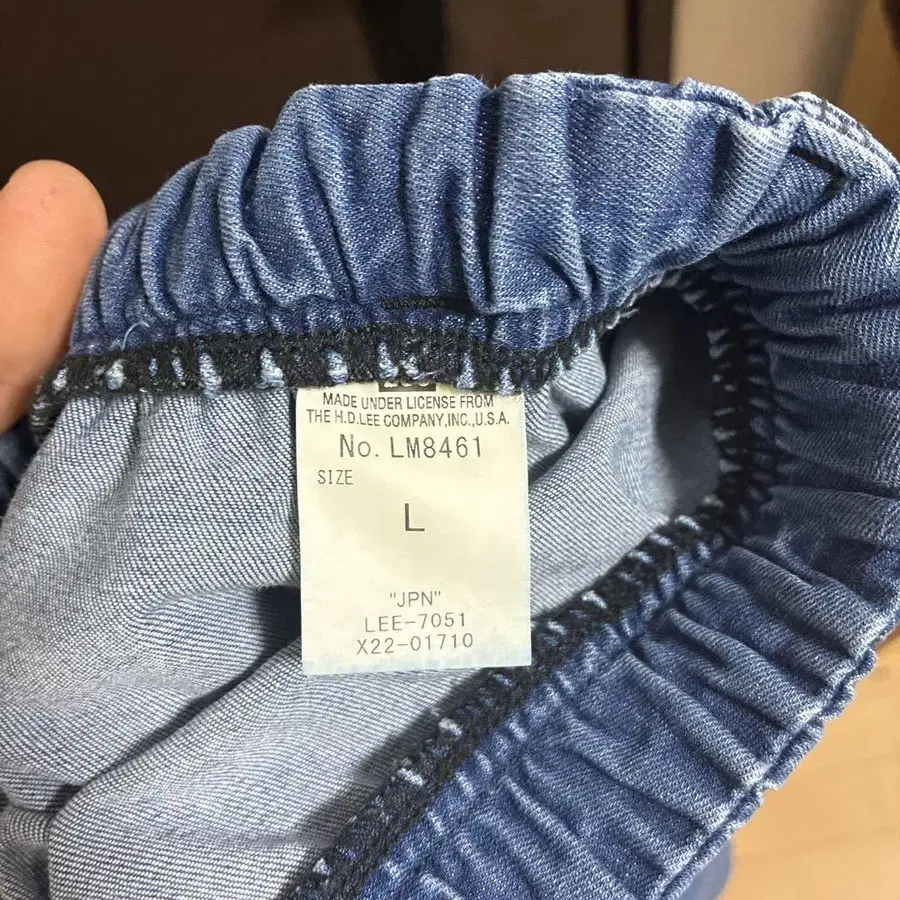 MADE UNDER LICENSE FROM
THE H.D.LEE COMPANY,INC.,U.S.A.
No. LM8461
SIZE
L
"JPN"
LEE-7051
X22-01710